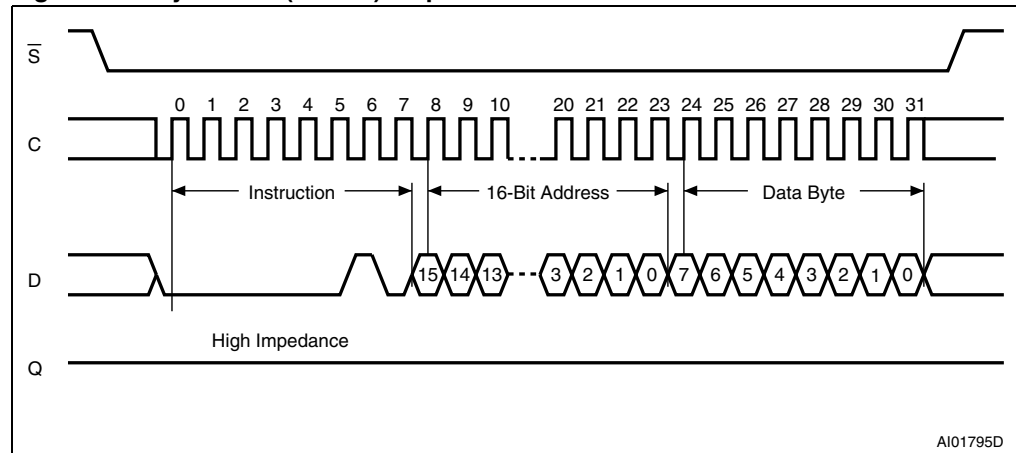 S
0 1 2 3 4 5 6 7 8 9 10 20 21 22 23 24 25 26 27 28 29 30 31
C
Instruction 16-Bit Address Data Byte
D 15 14 13 3 2 1 0 7 6 5 4 3 2 1 0
High Impedance
Q
AI01795D